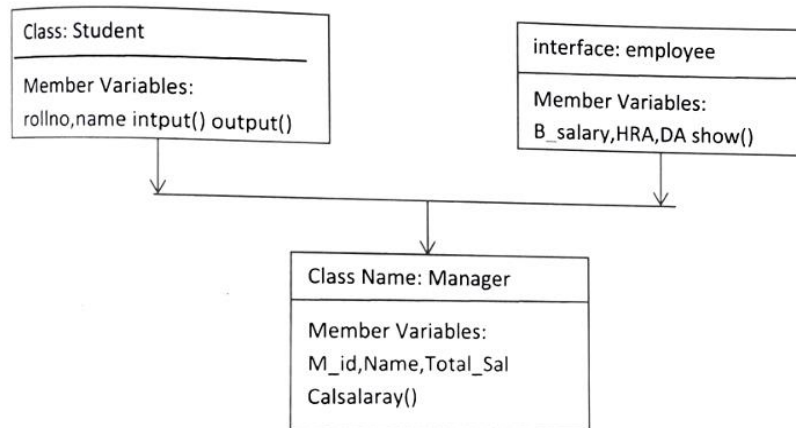 Class: Student
Member Variables:
rollno,name intput() output()
interface: employee
Member Variables:
B_salary,HRA,DA show()
Class Name: Manager
Member Variables:
M_id,Name,Total_Sal
Calsalaray()